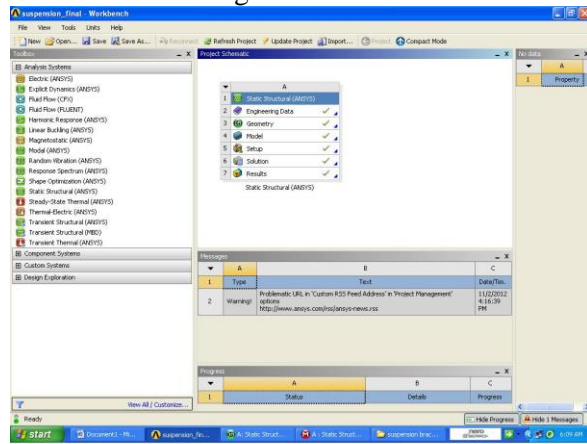 suspension_final - Workbench
File View Tools Units Help
New Open... Save Save As... Reconnect Refresh Project Update Project Import... Project Compact Mode
Toolbox
Project Schematic
No data
Analysis Systems
Electric (ANSYS)
Explicit Dynamics (ANSYS)
Fluid Flow (CFX)
Fluid Flow (FLUENT)
Harmonic Response (ANSYS)
Linear Buckling (ANSYS)
Magnetostatic (ANSYS)
Modal (ANSYS)
Random Vibration (ANSYS)
Response Spectrum (ANSYS)
Shape Optimization (ANSYS)
Static Structural (ANSYS)
Steady-State Thermal (ANSYS)
Thermal-Electric (ANSYS)
Transient Structural (ANSYS)
Transient Structural (MBD)
Transient Thermal (ANSYS)
Component Systems
Custom Systems
Design Exploration
View All / Customize...
A
1 Static Structural (ANSYS)
2 Engineering Data
3 Geometry
4 Model
5 Setup
6 Solution
7 Results
Static Structural (ANSYS)
A
1 Property
Messages
A B C
1 Type Text Date/Tim
2 Warning! Problematic URL in 'Custom RSS Feed Address' in 'Project Management' options
http://www.ansys.com/rss/ansys-news.rss
11/2/2012 4:16:39 PM
Progress
A B C
1 Status Details Progress
Ready
Hide Progress Hide 1 Messages
start Document1 - Mi... suspension_fin... A : Static Struct... A : Static Struct... suspension brac...